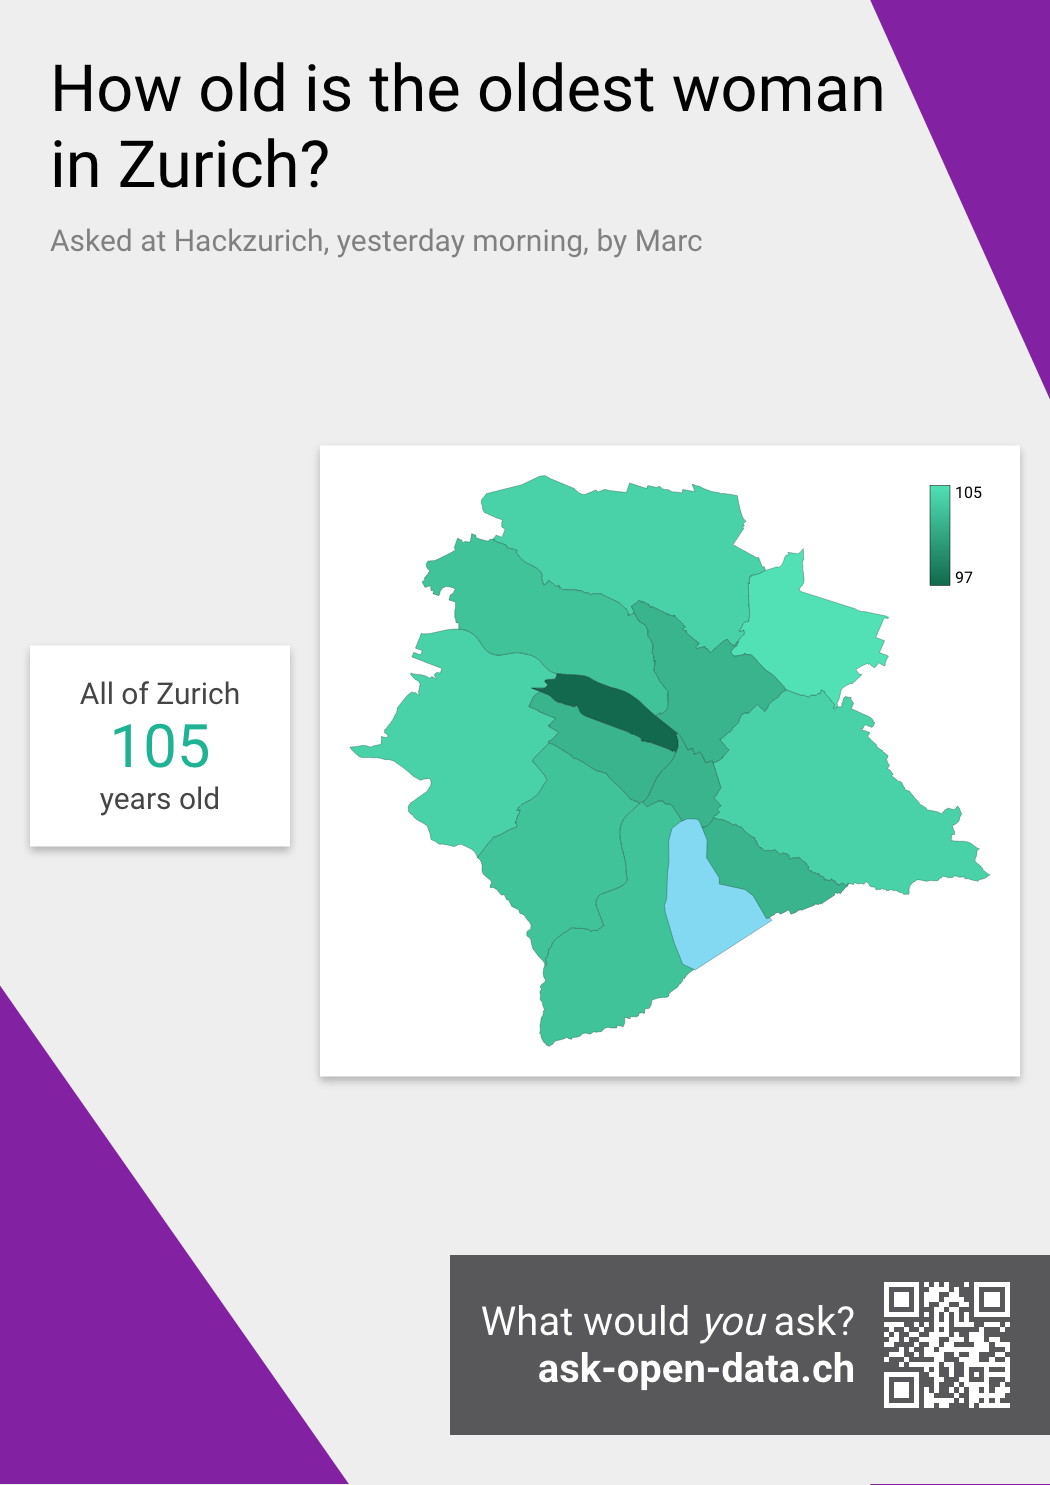 How old is the oldest woman
in Zurich?
Asked at Hackzurich, yesterday morning, by Marc
105
97
All of Zurich
105
years old
What would you ask?
ask-open-data.ch